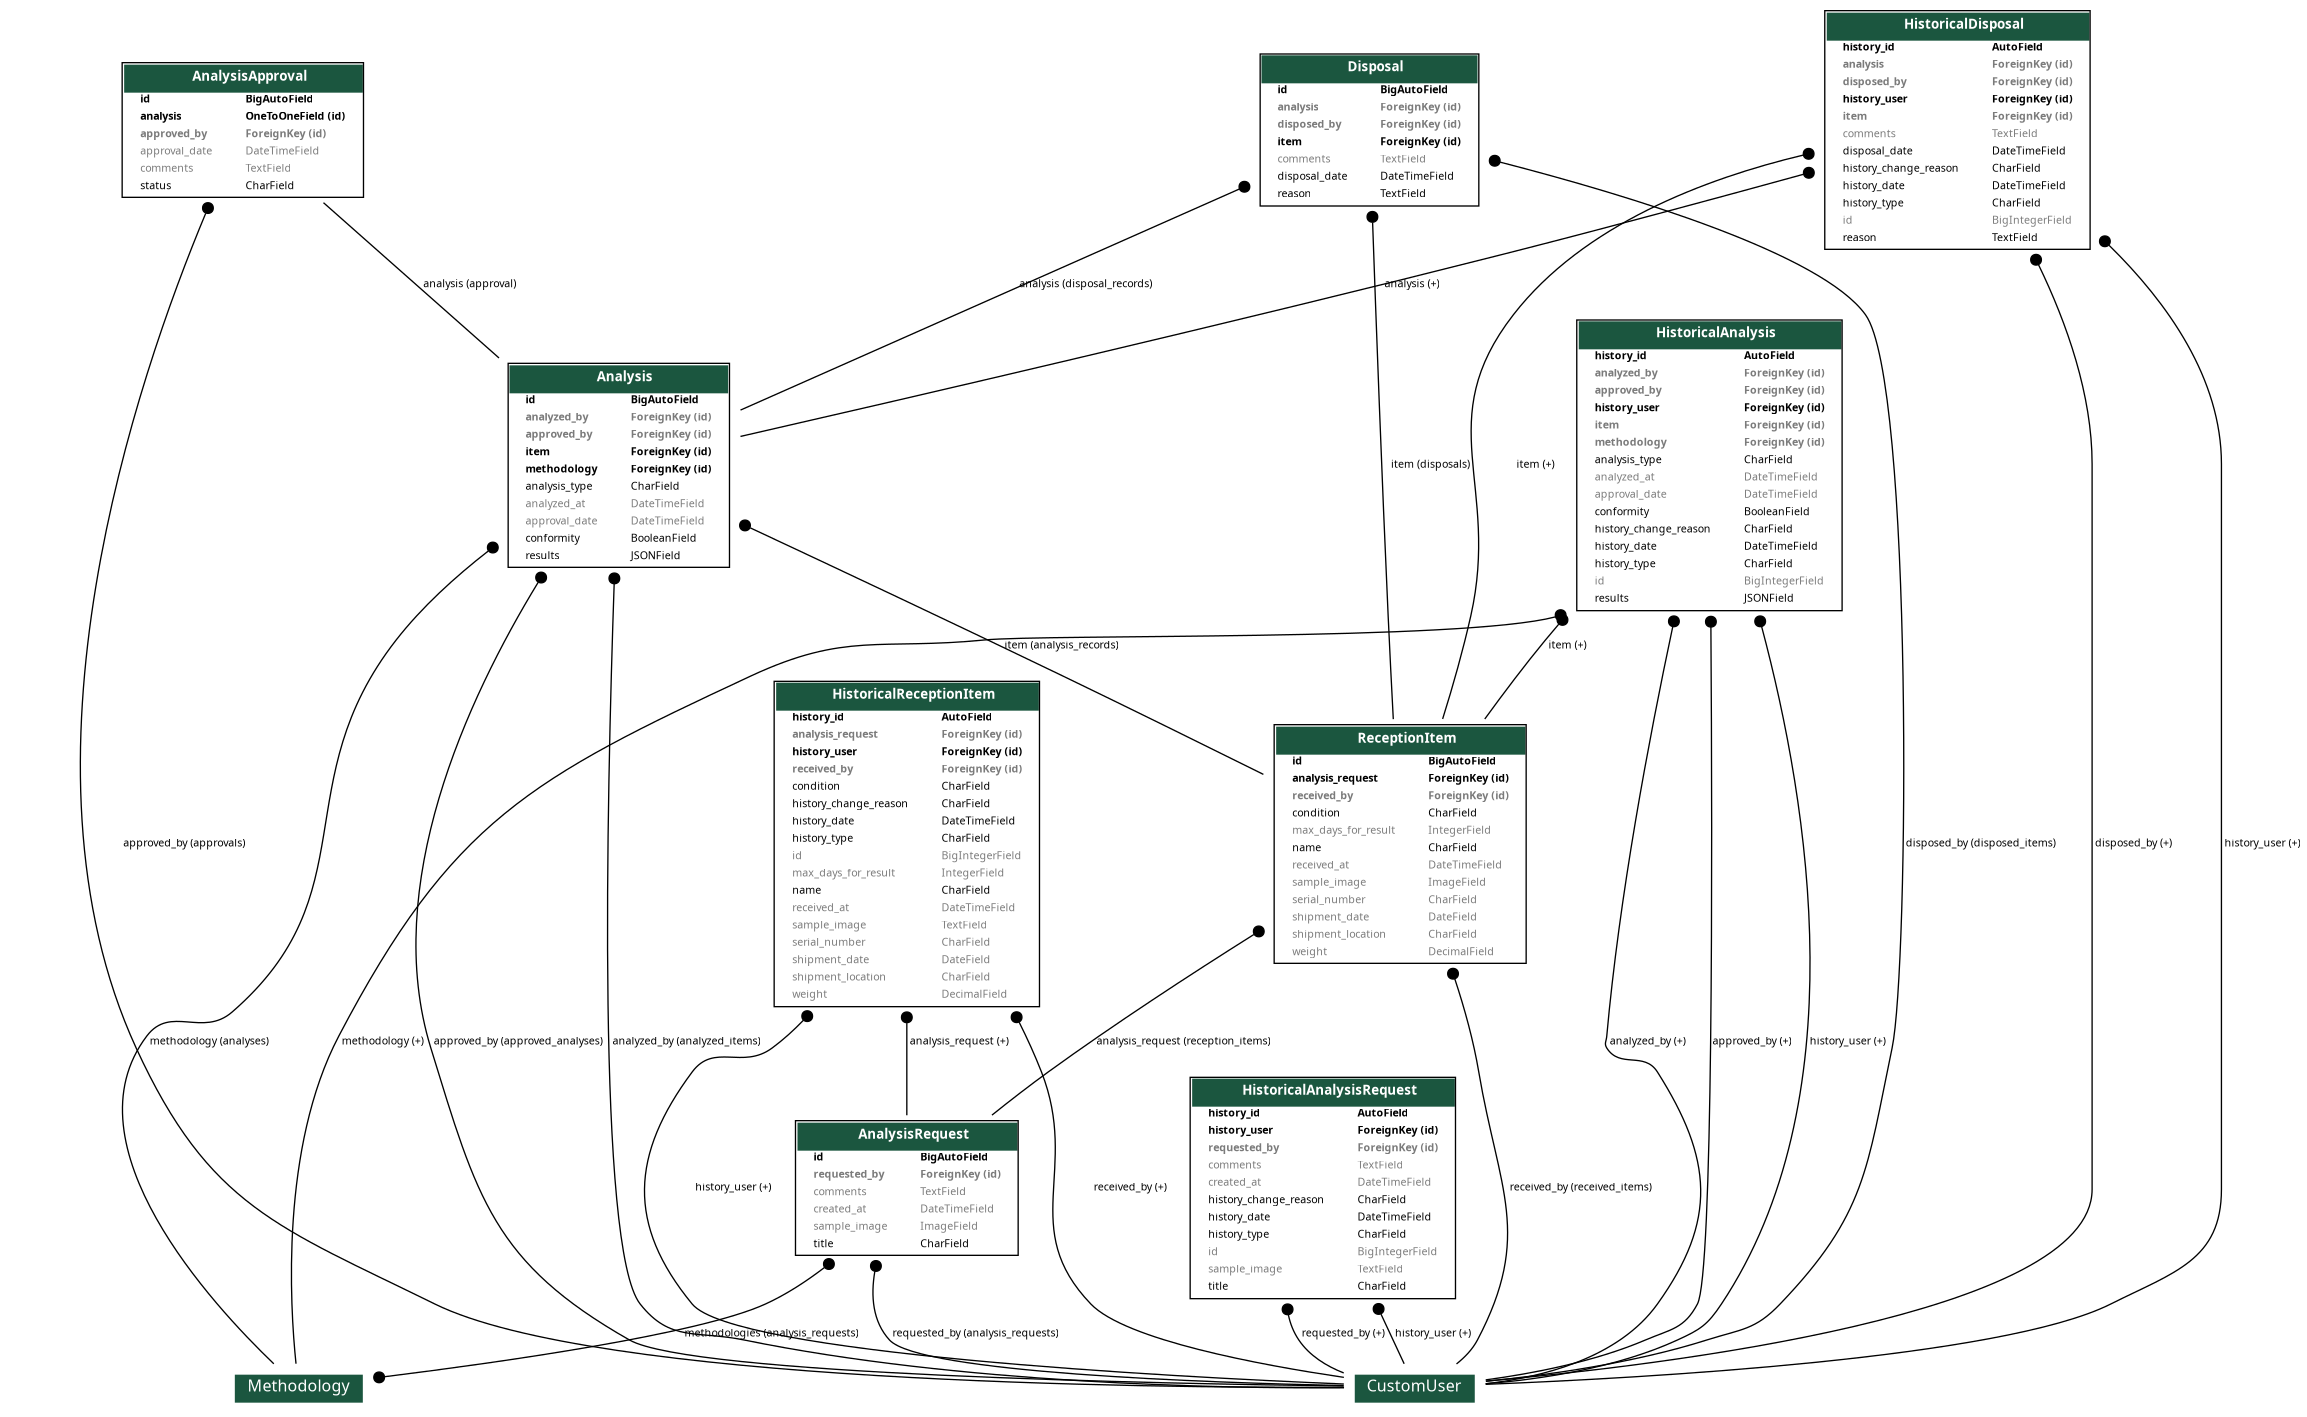 AnalysisApproval
id BigAutoField
analysis OneToOneField (id)
approved_by ForeignKey (id)
approval_date DateTimeField
comments TextField
status CharField
Disposal
id BigAutoField
analysis ForeignKey (id)
disposed_by ForeignKey (id)
item ForeignKey (id)
comments TextField
disposal_date DateTimeField
reason TextField
HistoricalDisposal
history_id AutoField
analysis ForeignKey (id)
disposed_by ForeignKey (id)
history_user ForeignKey (id)
item ForeignKey (id)
comments TextField
disposal_date DateTimeField
history_change_reason CharField
history_date DateTimeField
history_type CharField
id BigIntegerField
reason TextField
analysis (approval)
analysis (disposal_records)
analysis (+)
Analysis
id BigAutoField
analyzed_by ForeignKey (id)
approved_by ForeignKey (id)
item ForeignKey (id)
methodology ForeignKey (id)
analysis_type CharField
analyzed_at DateTimeField
approval_date DateTimeField
conformity BooleanField
results JSONField
item (disposals)
item (+)
HistoricalAnalysis
history_id AutoField
analyzed_by ForeignKey (id)
approved_by ForeignKey (id)
history_user ForeignKey (id)
item ForeignKey (id)
methodology ForeignKey (id)
analysis_type CharField
analyzed_at DateTimeField
approval_date DateTimeField
conformity BooleanField
history_change_reason CharField
history_date DateTimeField
history_type CharField
id BigIntegerField
results JSONField
item (analysis_records)
item (+)
HistoricalReceptionItem
history_id AutoField
analysis_request ForeignKey (id)
history_user ForeignKey (id)
received_by ForeignKey (id)
condition CharField
history_change_reason CharField
history_date DateTimeField
history_type CharField
id BigIntegerField
max_days_for_result IntegerField
name CharField
received_at DateTimeField
sample_image TextField
serial_number CharField
shipment_date DateField
shipment_location CharField
weight DecimalField
ReceptionItem
id BigAutoField
analysis_request ForeignKey (id)
received_by ForeignKey (id)
condition CharField
max_days_for_result IntegerField
name CharField
received_at DateTimeField
sample_image ImageField
serial_number CharField
shipment_date DateField
shipment_location CharField
weight DecimalField
approved_by (approvals)
disposed_by (disposed_items)
disposed_by (+)
history_user (+)
methodology (analyses)
methodology (+)
approved_by (approved_analyses)
analyzed_by (analyzed_items)
analysis_request (+)
analysis_request (reception_items)
analyzed_by (+)
approved_by (+)
history_user (+)
AnalysisRequest
id BigAutoField
requested_by ForeignKey (id)
comments TextField
created_at DateTimeField
sample_image ImageField
title CharField
HistoricalAnalysisRequest
history_id AutoField
history_user ForeignKey (id)
requested_by ForeignKey (id)
comments TextField
created_at DateTimeField
history_change_reason CharField
history_date DateTimeField
history_type CharField
id BigIntegerField
sample_image TextField
title CharField
history_user (+)
received_by (+)
received_by (received_items)
methodologies (analysis_requests)
requested_by (analysis_requests)
requested_by (+)
history_user (+)
Methodology
CustomUser